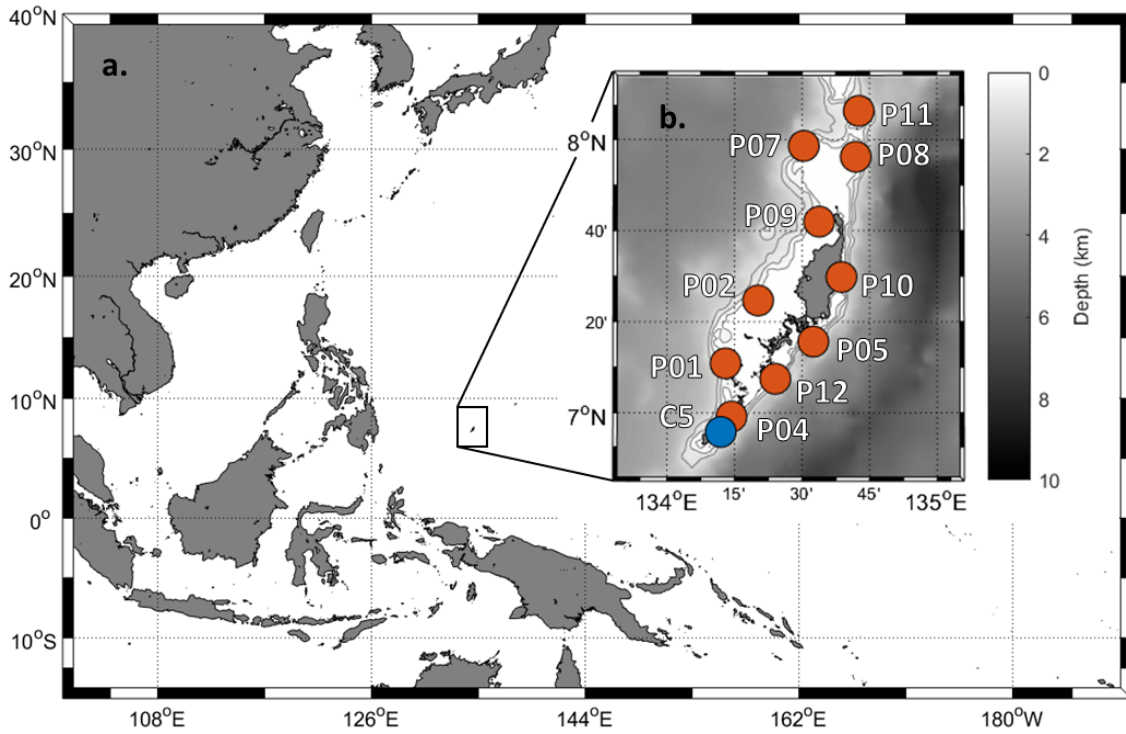 40°N
30°N
20°N
10°N
0°
10°S
108°E
126°E
144°E
162°E
180°W
a.
b.
8°N
40'
20'
7°N
134°E
15'
30'
45'
135°E
P11
P07
P08
P09
P10
P02
P05
P01
P12
C5
P04
0
2
4
6
8
10
Depth (km)